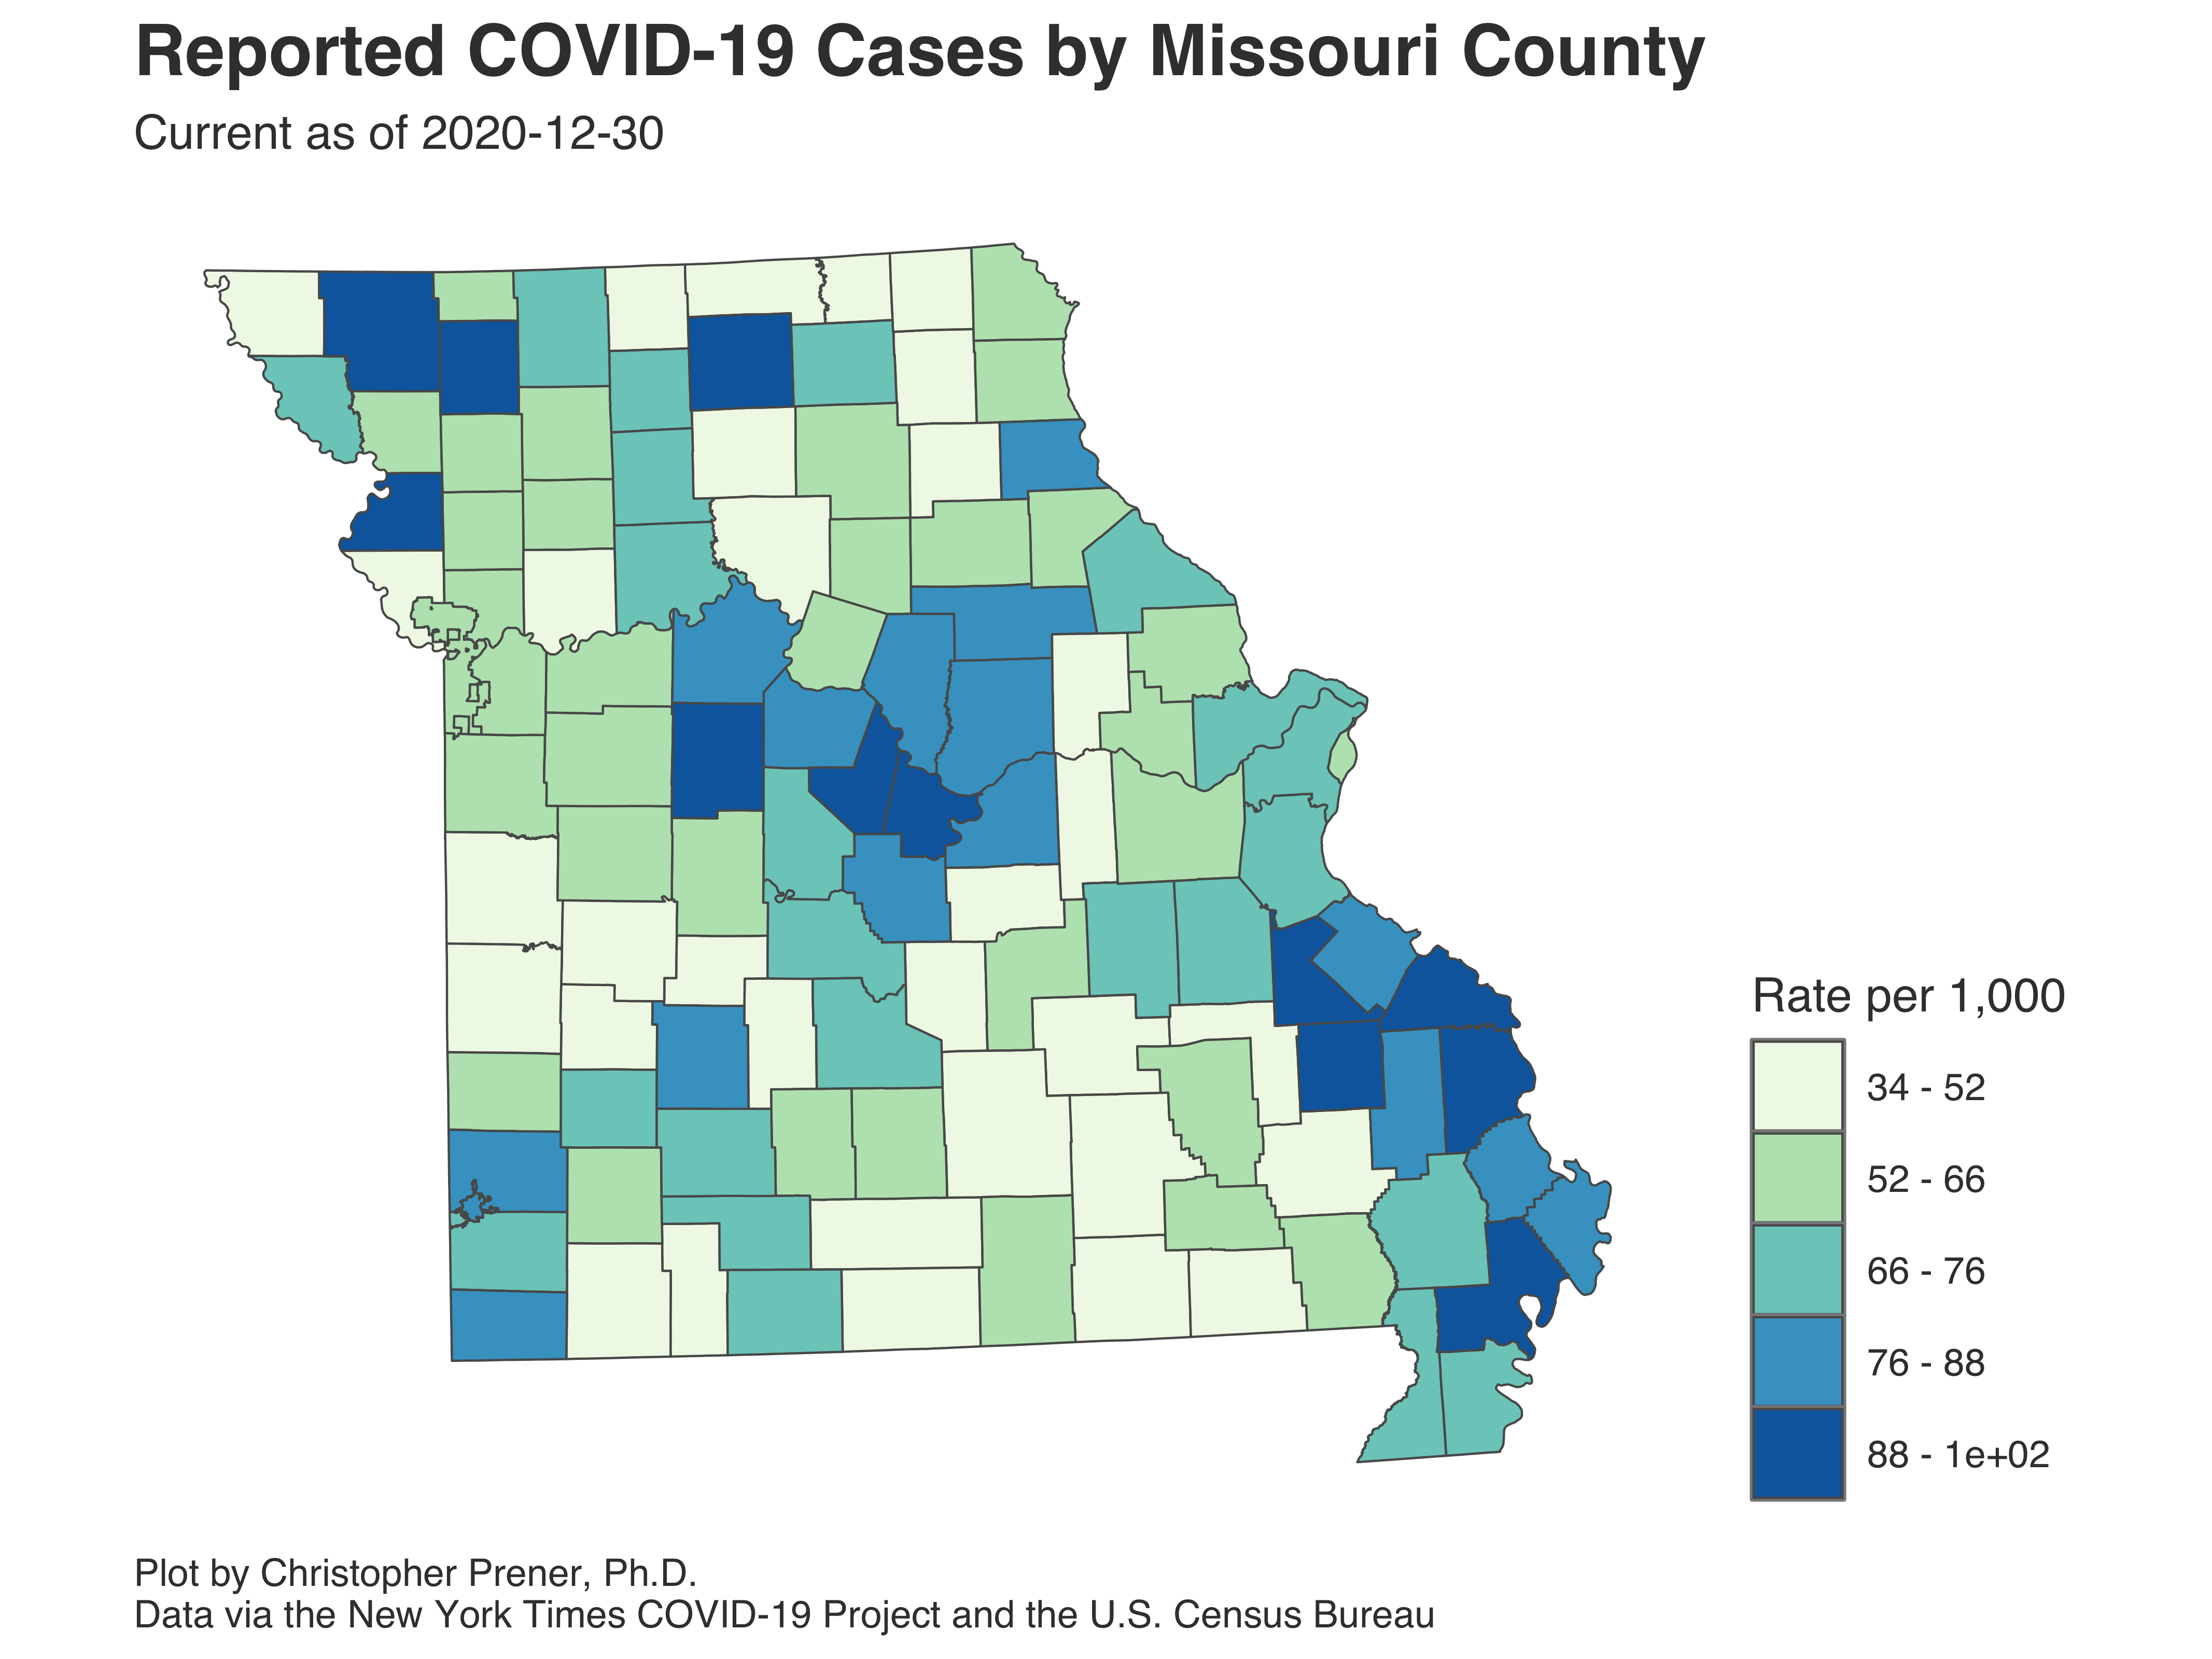 Reported COVID-19 Cases by Missouri County
Current as of 2020-12-30
Rate per 1,000
34 - 52
52 - 66
66 - 76
76 - 88
88 - 1e+02
Plot by Christopher Prener, Ph.D.
Data via the New York Times COVID-19 Project and the U.S. Census Bureau